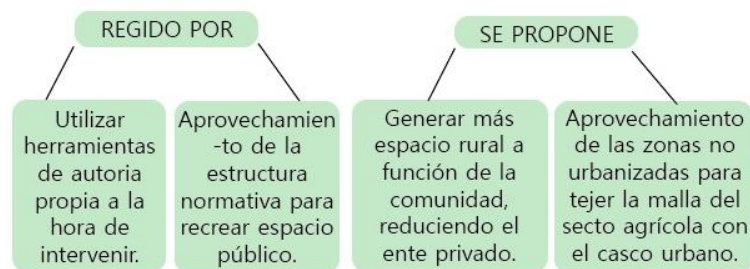 REGIDO POR
SE PROPONE
Utilizar
herramientas
de autoria
propia a la
hora de
intervenir.
Aprovechamien
-to de la
estructura
normativa para
recrear espacio
público.
Generar más
espacio rural a
función de la
comunidad,
reduciendo el
ente privado.
Aprovechamiento
de las zonas no
urbanizadas para
tejer la malla del
secto agrícola con
el casco urbano.